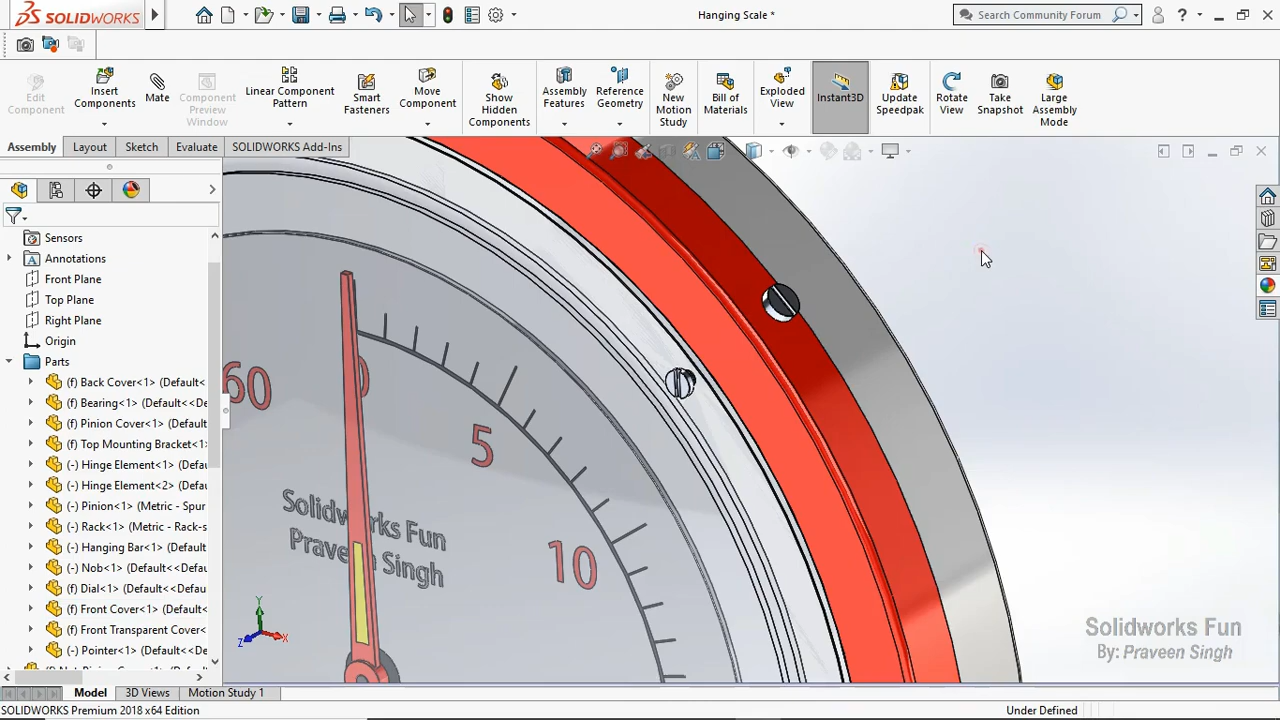 SOLIDWORKS
Hanging Scale *
Search Community Forum
Edit Component
Insert Components
Mate
Component Preview Window
Linear Component Pattern
Smart Fasteners
Move Component
Show Hidden Components
Assembly Features
Reference Geometry
New Motion Study
Bill of Materials
Exploded View
Instant3D
Update Speedpak
Rotate View
Take Snapshot
Large Assembly Mode
Assembly
Layout
Sketch
Evaluate
SOLIDWORKS Add-Ins
Sensors
Annotations
Front Plane
Top Plane
Right Plane
Origin
Parts
(f) Back Cover<1> (Default<
(f) Bearing<1> (Default<<De
(f) Pinion Cover<1> (Defaul
(f) Top Mounting Bracket<1
(-) Hinge Element<1> (Defau
(-) Hinge Element<2> (Defau
(-) Pinion<1> (Metric - Spur
(-) Rack<1> (Metric - Rack-s
(-) Hanging Bar<1> (Default
(-) Nob<1> (Default<<Defau
(f) Dial<1> (Default<<Defau
(f) Front Cover<1> (Default
(f) Front Transparent Cover<
(-) Pointer<1> (Default<<De
60
0
5
10
Solidworks Fun
Praveen Singh
Y
Z
X
Solidworks Fun
By: Praveen Singh
Model
3D Views
Motion Study 1
SOLIDWORKS Premium 2018 x64 Edition
Under Defined